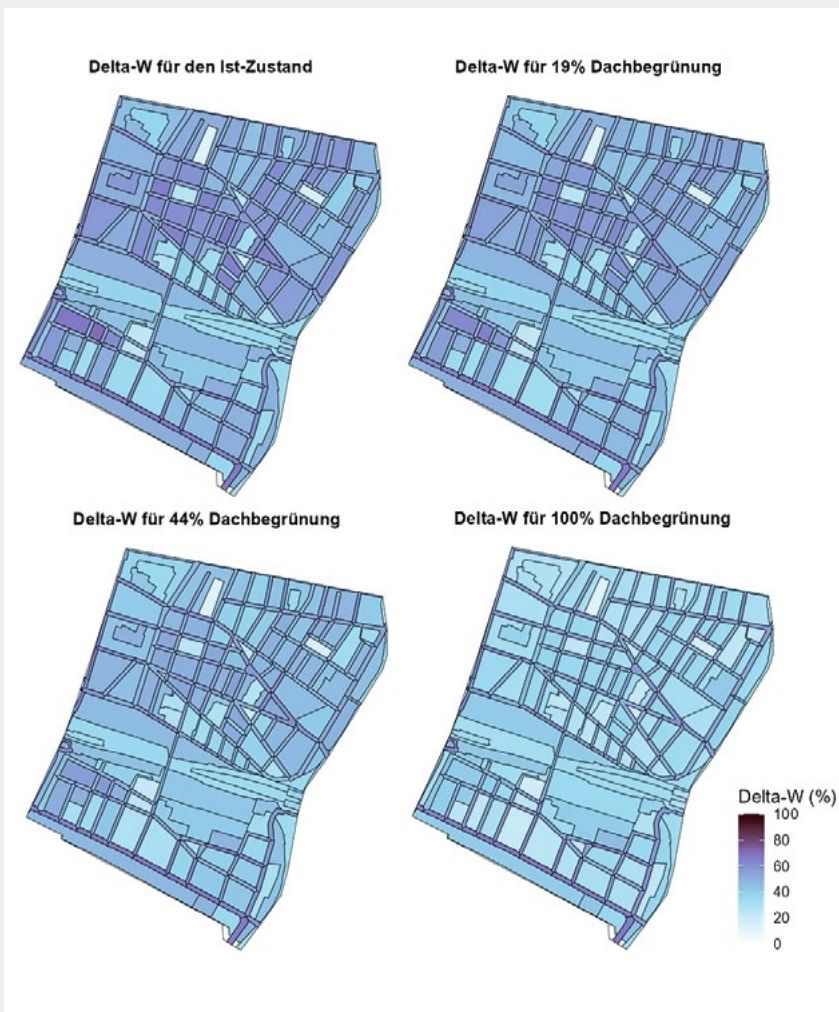 Delta-W für den Ist-Zustand
Delta-W für 19% Dachbegrünung
Delta-W für 44% Dachbegrünung
Delta-W für 100% Dachbegrünung
Delta-W (%)
100
80
60
40
20
0